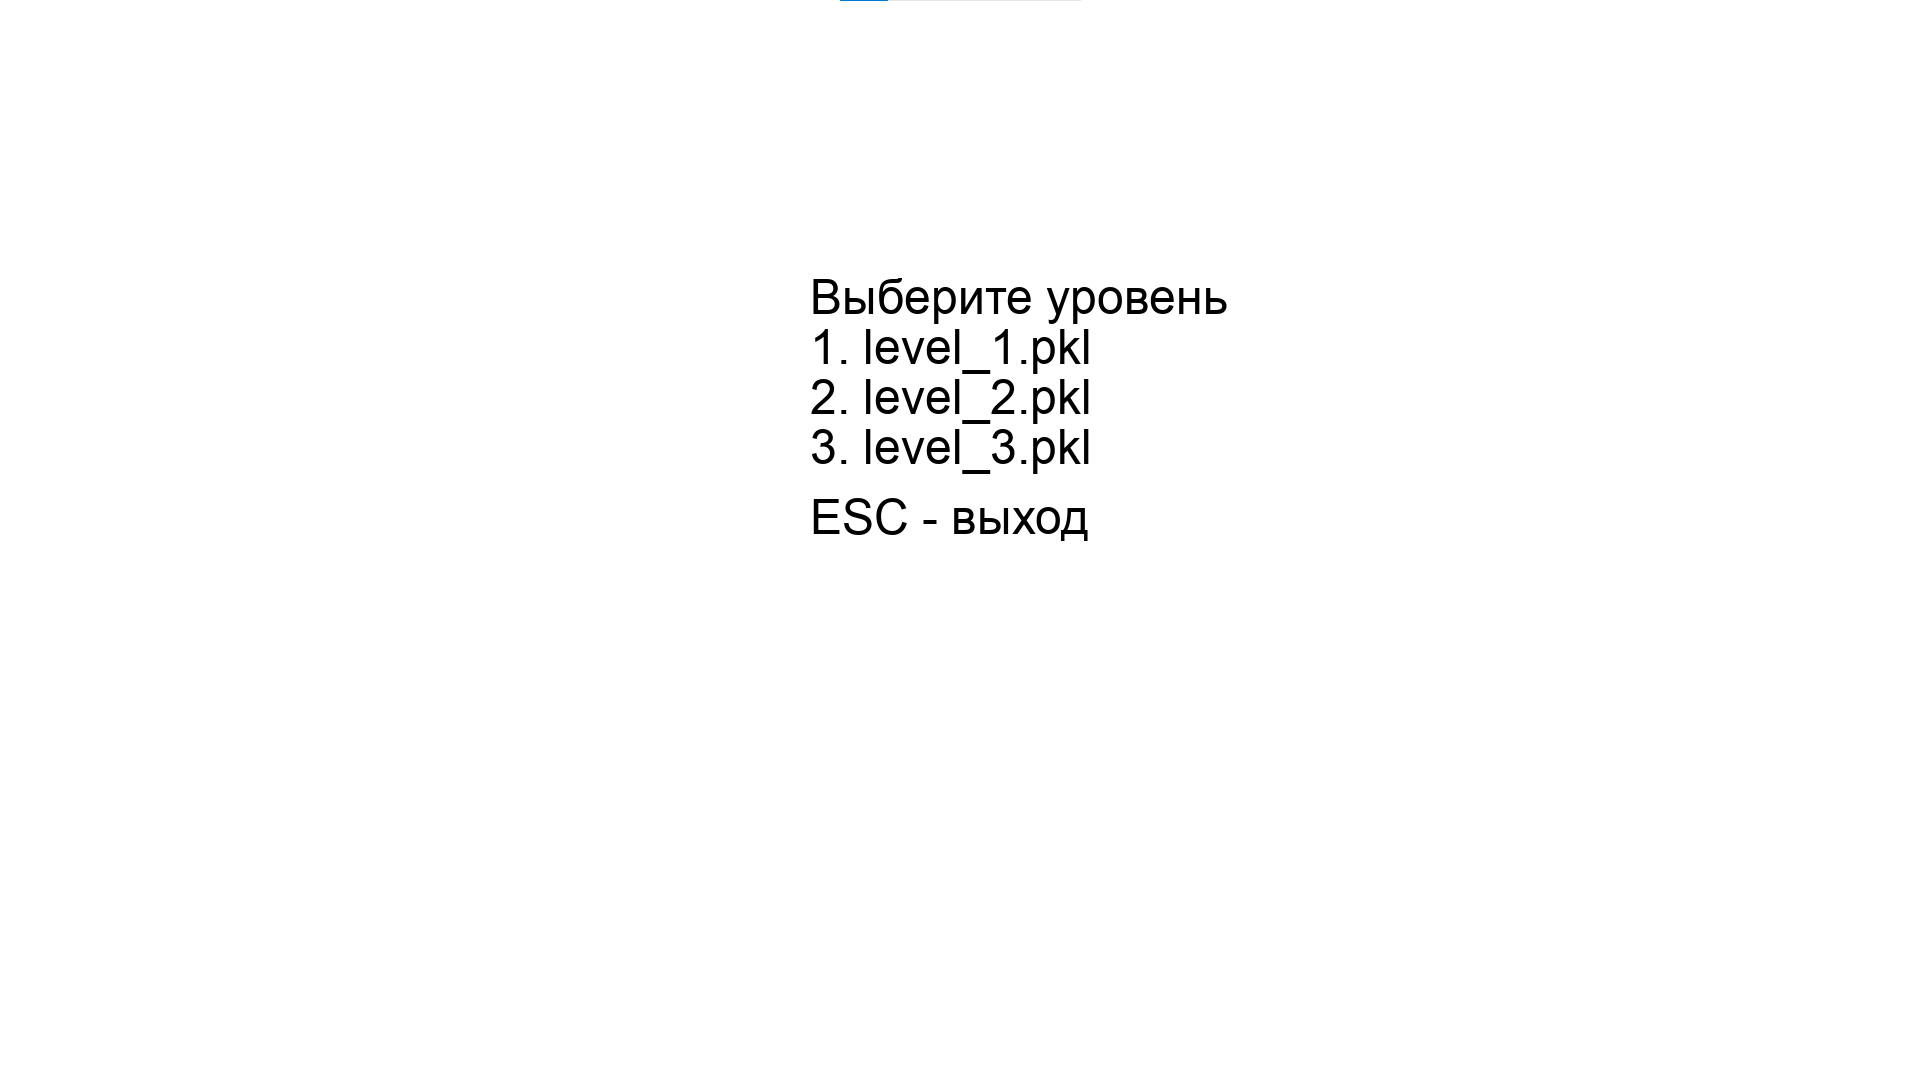 Выберите уровень
1. level_1.pkl
2. level_2.pkl
3. level_3.pkl
ESC - выход